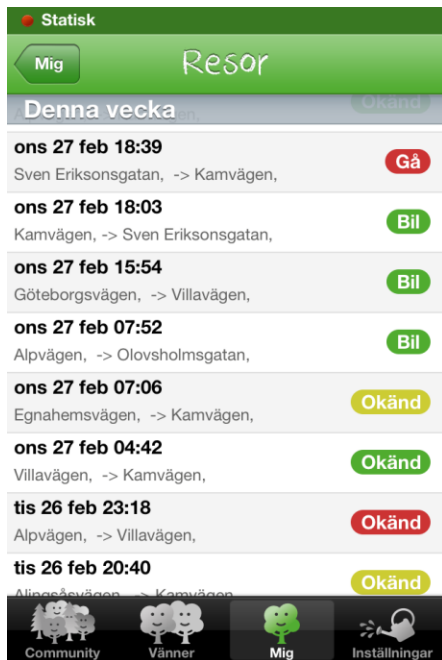 Statisk
Mig
Resor
Okänd
Denna vecka
ons 27 feb 18:39
Gå
Sven Eriksonsgatan, -> Kamvägen,
ons 27 feb 18:03
Bil
Kamvägen, -> Sven Eriksonsgatan,
ons 27 feb 15:54
Bil
Göteborgsvägen, -> Villavägen,
ons 27 feb 07:52
Bil
Alpvägen, -> Olovsholmsgatan,
ons 27 feb 07:06
Okänd
Egnahemsvägen, -> Kamvägen,
ons 27 feb 04:42
Okänd
Villavägen, -> Kamvägen,
tis 26 feb 23:18
Okänd
Alpvägen, -> Villavägen,
tis 26 feb 20:40
Okänd
Alingsåsvägen -> Kamvägen
Community Vänner Mig Inställningar